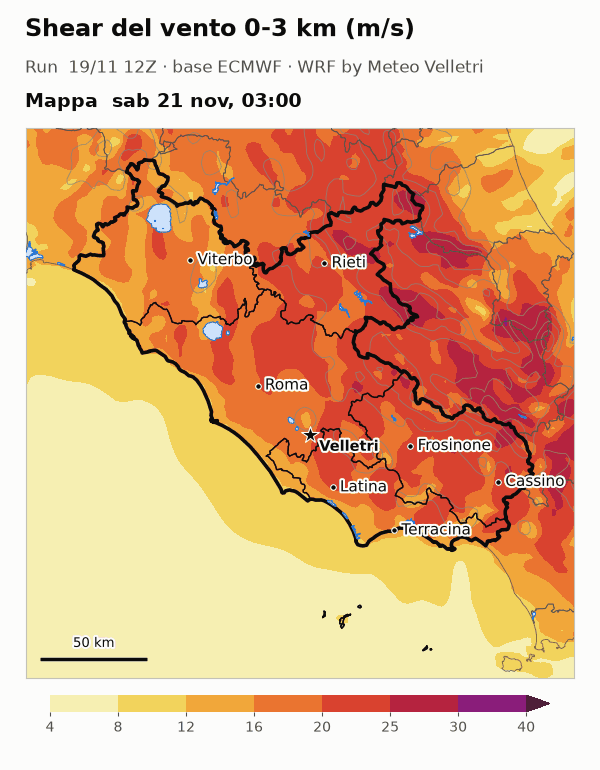 Shear del vento 0-3 km (m/s)
Run  19/11 12Z · base ECMWF · WRF by Meteo Velletri
Mappa  sab 21 nov, 03:00
Viterbo
Rieti
Roma
Velletri
Frosinone
Cassino
Latina
Terracina
50 km
4 8 12 16 20 25 30 40